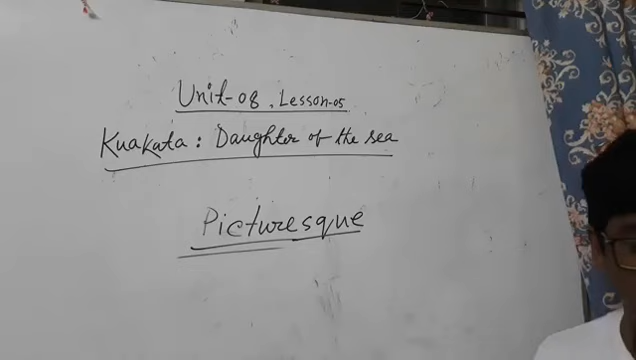 Unit-08, Lesson-05
Kuakata: Daughter of the sea
Picturesque